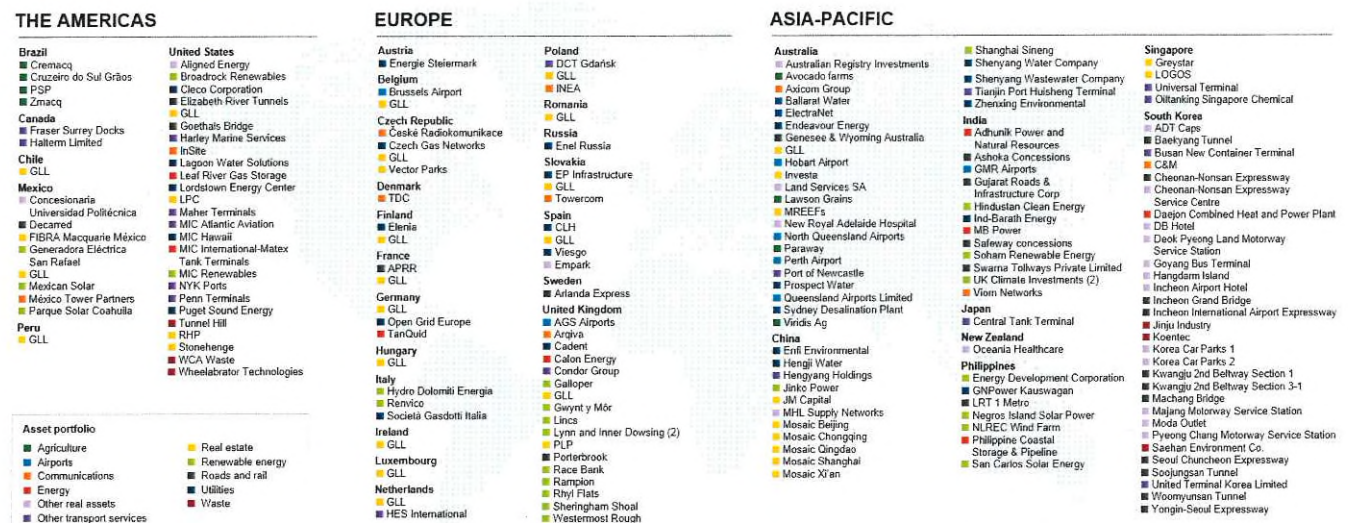 THE AMERICAS
Brazil
Cremacq
Cruzeiro do Sul Grãos
PSP
Zmacq
Canada
Fraser Surrey Docks
Halterm Limited
Chile
GLL
Mexico
Concesionaria
Universidad Politécnica
Decarred
FIBRA Macquarie México
Generadora Eléctrica
San Rafael
GLL
Mexican Solar
México Tower Partners
Parque Solar Coahuila
Peru
GLL
United States
Aligned Energy
Broadrock Renewables
Cleco Corporation
Elizabeth River Tunnels
GLL
Goethals Bridge
Harley Marine Services
InSite
Lagoon Water Solutions
Leaf River Gas Storage
Lordstown Energy Center
LPC
Maher Terminals
MIC Atlantic Aviation
MIC Hawaii
MIC International-Matex
Tank Terminals
MIC Renewables
NYK Ports
Penn Terminals
Puget Sound Energy
Tunnel Hill
RHP
Stonehenge
WCA Waste
Wheelabrator Technologies
Asset portfolio
Agriculture
Airports
Communications
Energy
Other real assets
Other transport services
Real estate
Renewable energy
Roads and rail
Utilities
Waste
EUROPE
Austria
Energie Steiermark
Belgium
Brussels Airport
GLL
Czech Republic
České Radiokomunikace
Czech Gas Networks
GLL
Vector Parks
Denmark
TDC
Finland
Elenia
GLL
France
APRR
GLL
Germany
GLL
Open Grid Europe
TanQuid
Hungary
GLL
Italy
Hydro Dolomiti Energia
Renvico
Società Gasdotti Italia
Ireland
GLL
Luxembourg
GLL
Netherlands
GLL
HES International
Poland
DCT Gdańsk
GLL
INEA
Romania
GLL
Russia
Enel Russia
Slovakia
EP Infrastructure
GLL
Towercom
Spain
CLH
GLL
Viesgo
Empark
Sweden
Arlanda Express
United Kingdom
AGS Airports
Arqiva
Cadent
Calon Energy
Condor Group
Galloper
GLL
Gwynt y Môr
Lincs
Lynn and Inner Dowsing (2)
PLP
Porterbrook
Race Bank
Rampion
Rhyl Flats
Sheringham Shoal
Westermost Rough
ASIA-PACIFIC
Australia
Australian Registry Investments
Avocado farms
Axicom Group
Ballarat Water
ElectraNet
Endeavour Energy
Genesee & Wyoming Australia
GLL
Hobart Airport
Investa
Land Services SA
Lawson Grains
MREEFs
New Royal Adelaide Hospital
North Queensland Airports
Paraway
Perth Airport
Port of Newcastle
Prospect Water
Queensland Airports Limited
Sydney Desalination Plant
Viridis Ag
China
Enfi Environmental
Hengji Water
Hengyang Holdings
Jinko Power
JM Capital
MHL Supply Networks
Mosaic Beijing
Mosaic Chongqing
Mosaic Qingdao
Mosaic Shanghai
Mosaic Xi'an
Shanghai Sineng
Shenyang Water Company
Shenyang Wastewater Company
Tianjin Port Huisheng Terminal
Zhenxing Environmental
India
Adhunik Power and
Natural Resources
Ashoka Concessions
GMR Airports
Gujarat Roads &
Infrastructure Corp
Hindustan Clean Energy
Ind-Barath Energy
MB Power
Safeway concessions
Soham Renewable Energy
Swarna Tollways Private Limited
UK Climate Investments (2)
Viom Networks
Japan
Central Tank Terminal
New Zealand
Oceania Healthcare
Philippines
Energy Development Corporation
GNPower Kauswagan
LRT 1 Metro
Negros Island Solar Power
NLREC Wind Farm
Philippine Coastal
Storage & Pipeline
San Carlos Solar Energy
Singapore
Greystar
LOGOS
Universal Terminal
Oiltanking Singapore Chemical
South Korea
ADT Caps
Baekyang Tunnel
Busan New Container Terminal
C&M
Cheonan-Nonsan Expressway
Cheonan-Nonsan Expressway
Service Centre
Daejon Combined Heat and Power Plant
DB Hotel
Deok Pyeong Land Motorway
Service Station
Goyang Bus Terminal
Hangdam Island
Incheon Airport Hotel
Incheon Grand Bridge
Incheon International Airport Expressway
Jinju Industry
Koentec
Korea Car Parks 1
Korea Car Parks 2
Kwangju 2nd Beltway Section 1
Kwangju 2nd Beltway Section 3-1
Machang Bridge
Majang Motorway Service Station
Moda Outlet
Pyeong Chang Motorway Service Station
Saehan Environment Co.
Seoul Chuncheon Expressway
Soojungsan Tunnel
United Terminal Korea Limited
Woomyunsan Tunnel
Yongin-Seoul Expressway